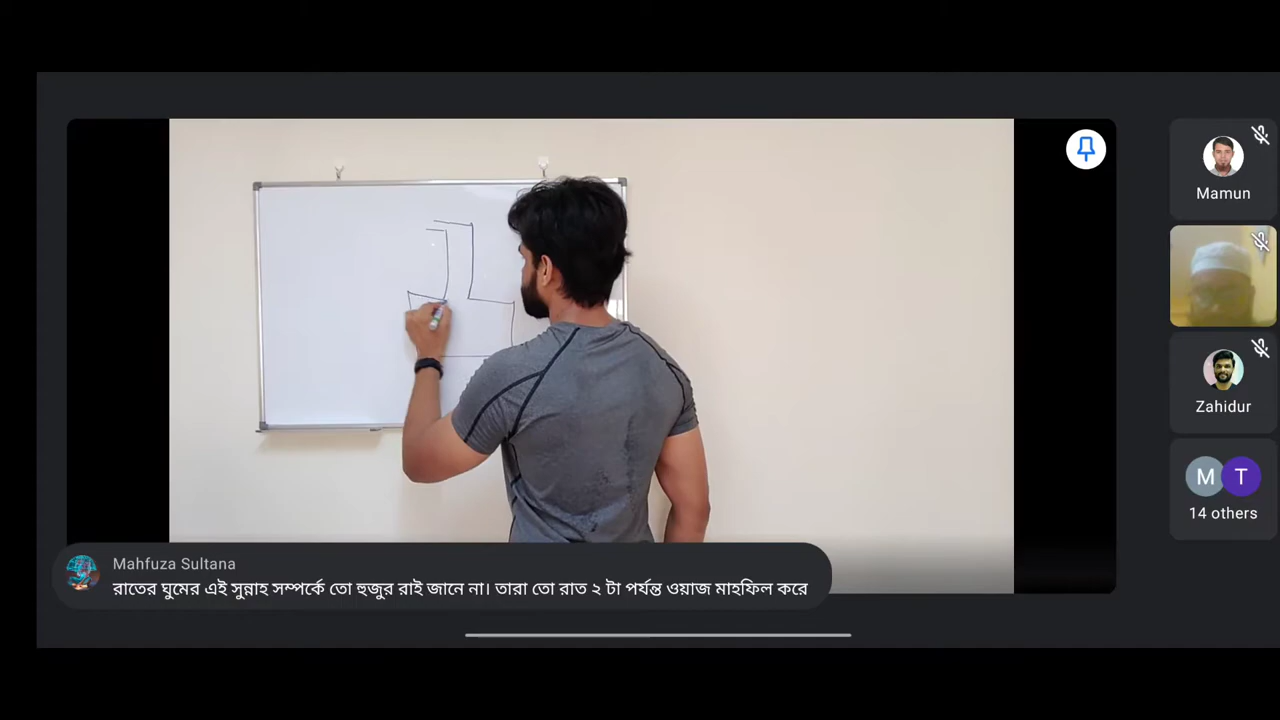 Mamun
Zahidur
M T
14 others
Mahfuza Sultana
রাতের ঘুমের এই সুন্নাহ সম্পর্কে তো হুজুর রাই জানে না। তারা তো রাত ২ টা পর্যন্ত ওয়াজ মাহফিল করে